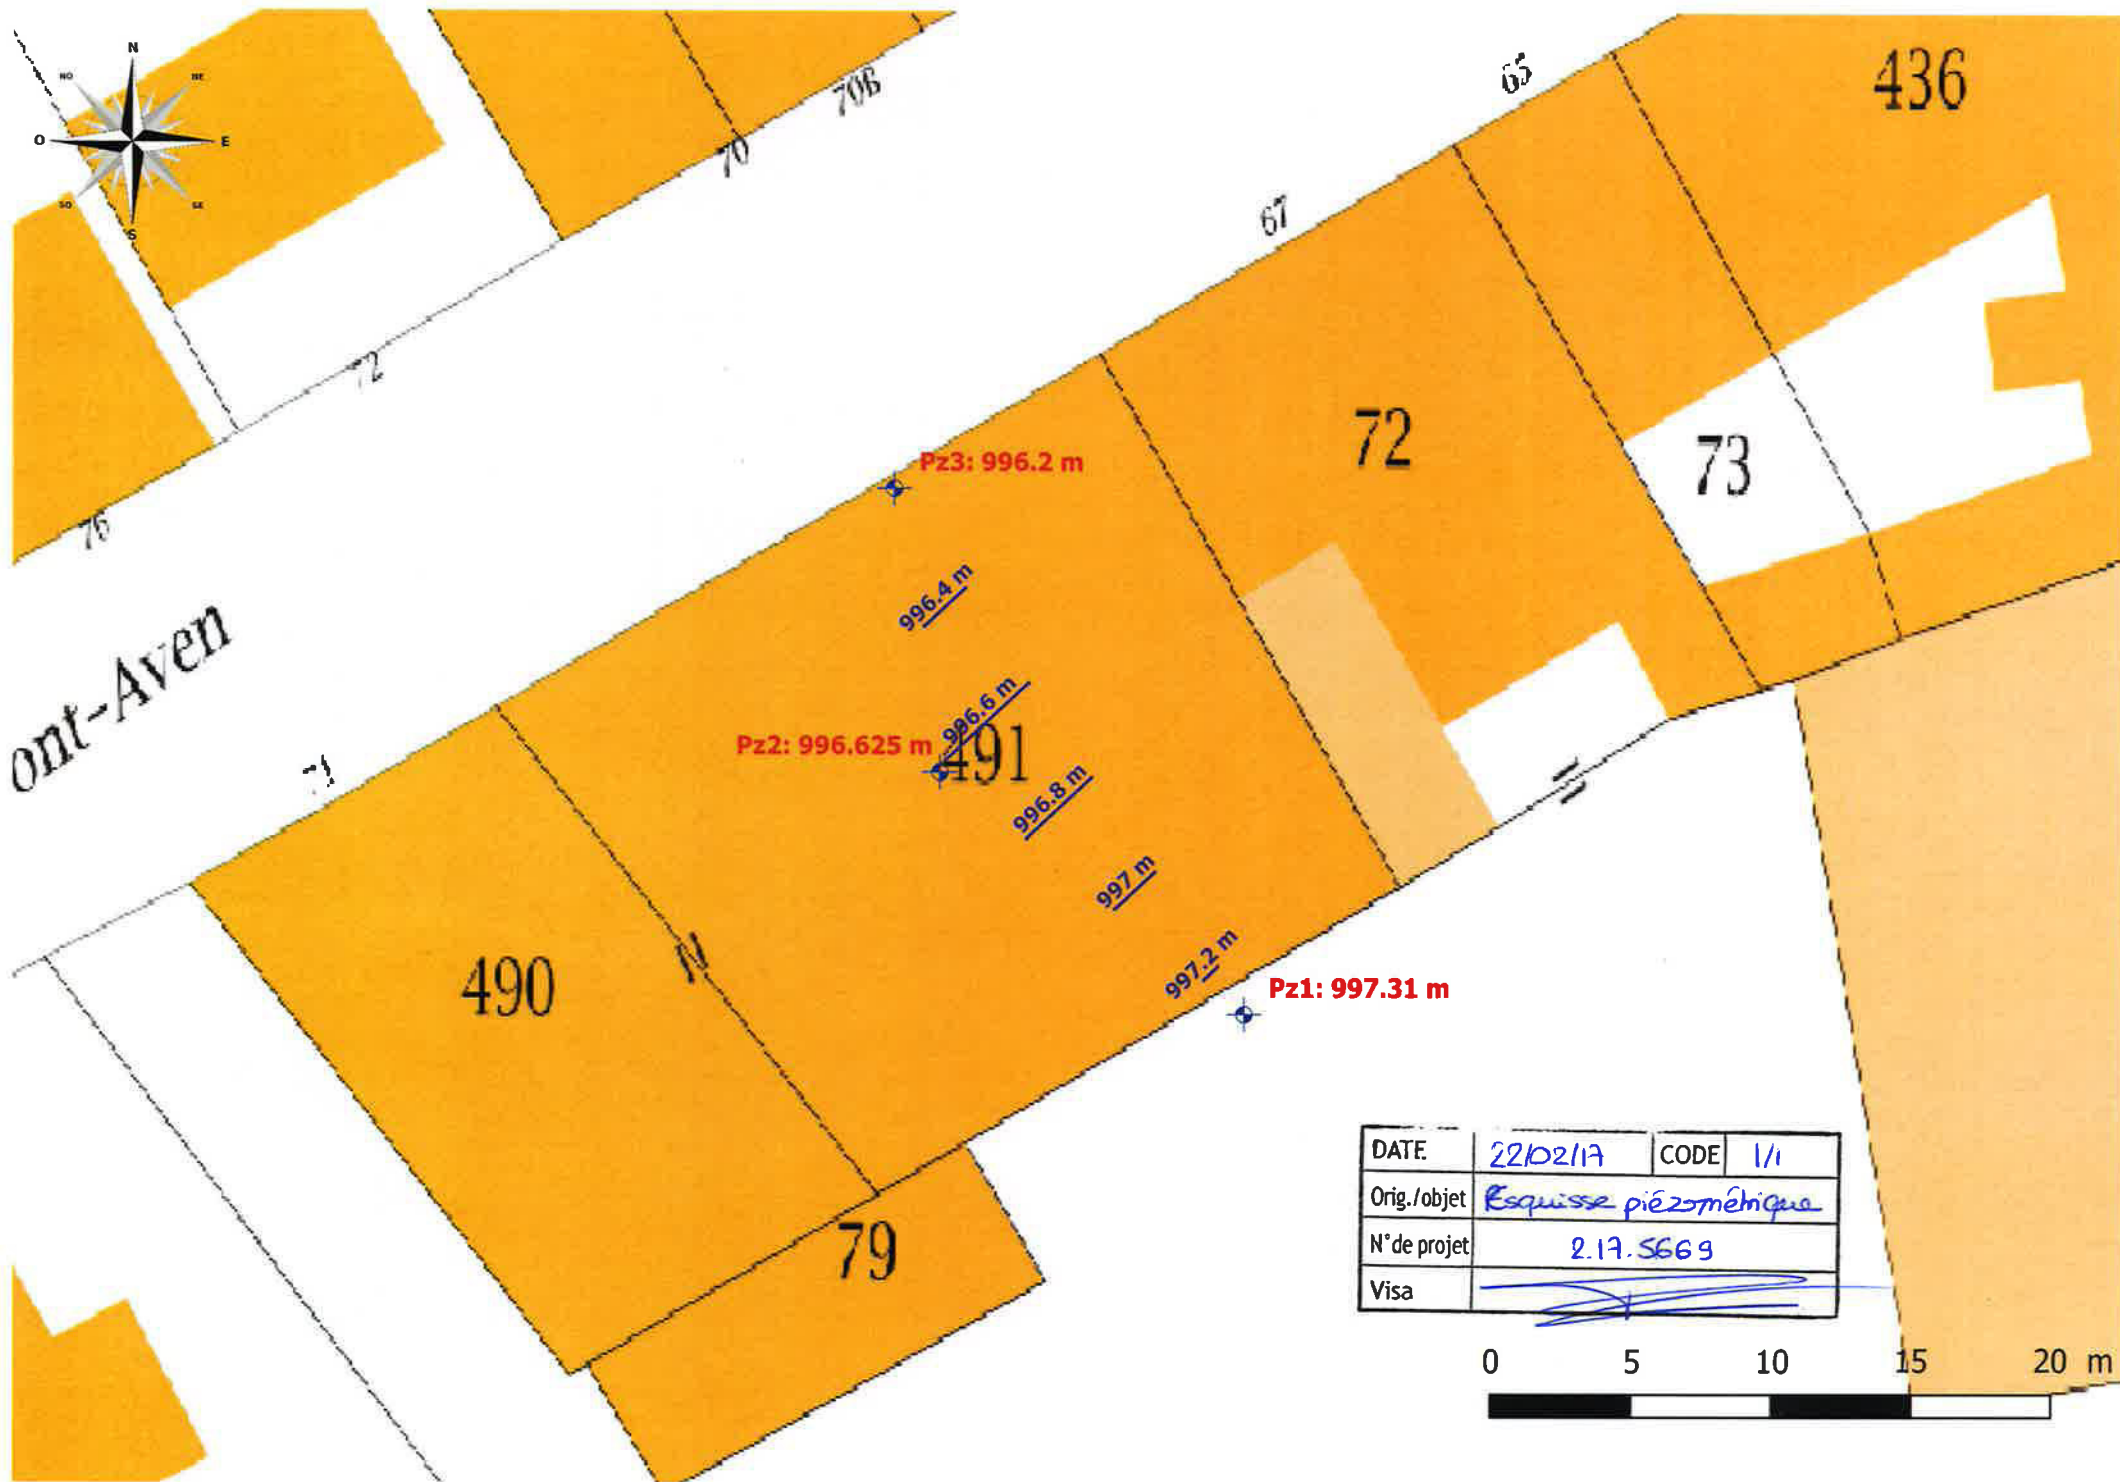 N
NO
NE
O
E
SO
SE
S
70B
65
436
70
67
72
72
73
Pz3: 996.2 m
76
996.4 m
ont-Aven
996.6 m
Pz2: 996.625 m
491
71
996.8 m
997 m
490
997.2 m
Pz1: 997.31 m
DATE 22/02/17 CODE 1/1
Orig./objet Esquisse piézométrique
79
N° de projet 2.17.5669
Visa
0 5 10 15 20 m